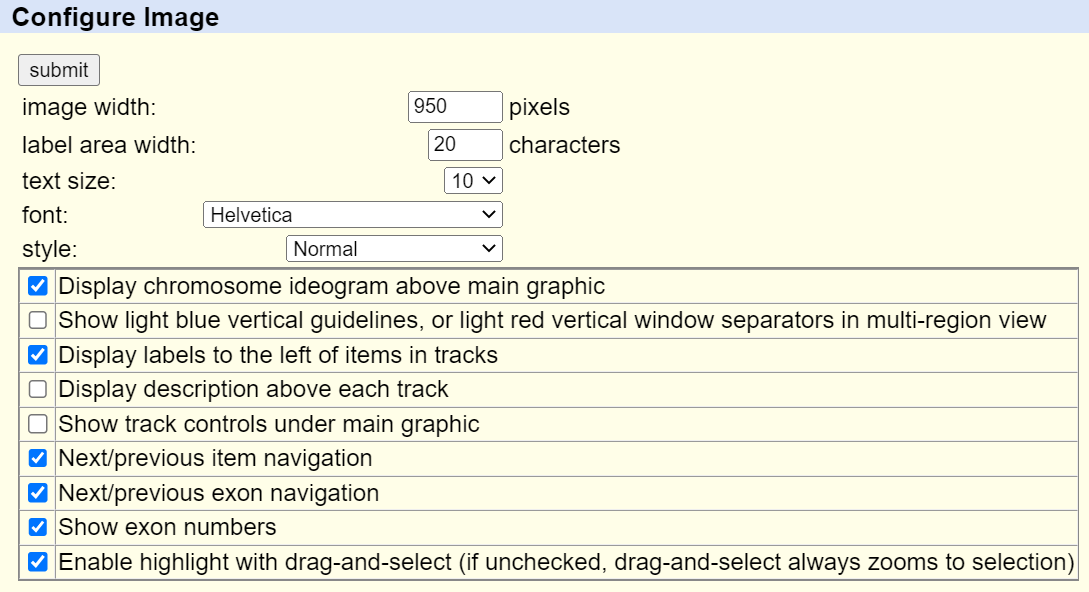 Configure Image
submit
image width: 950 pixels
label area width: 20 characters
text size: 10
font: Helvetica
style: Normal
Display chromosome ideogram above main graphic
Show light blue vertical guidelines, or light red vertical window separators in multi-region view
Display labels to the left of items in tracks
Display description above each track
Show track controls under main graphic
Next/previous item navigation
Next/previous exon navigation
Show exon numbers
Enable highlight with drag-and-select (if unchecked, drag-and-select always zooms to selection)